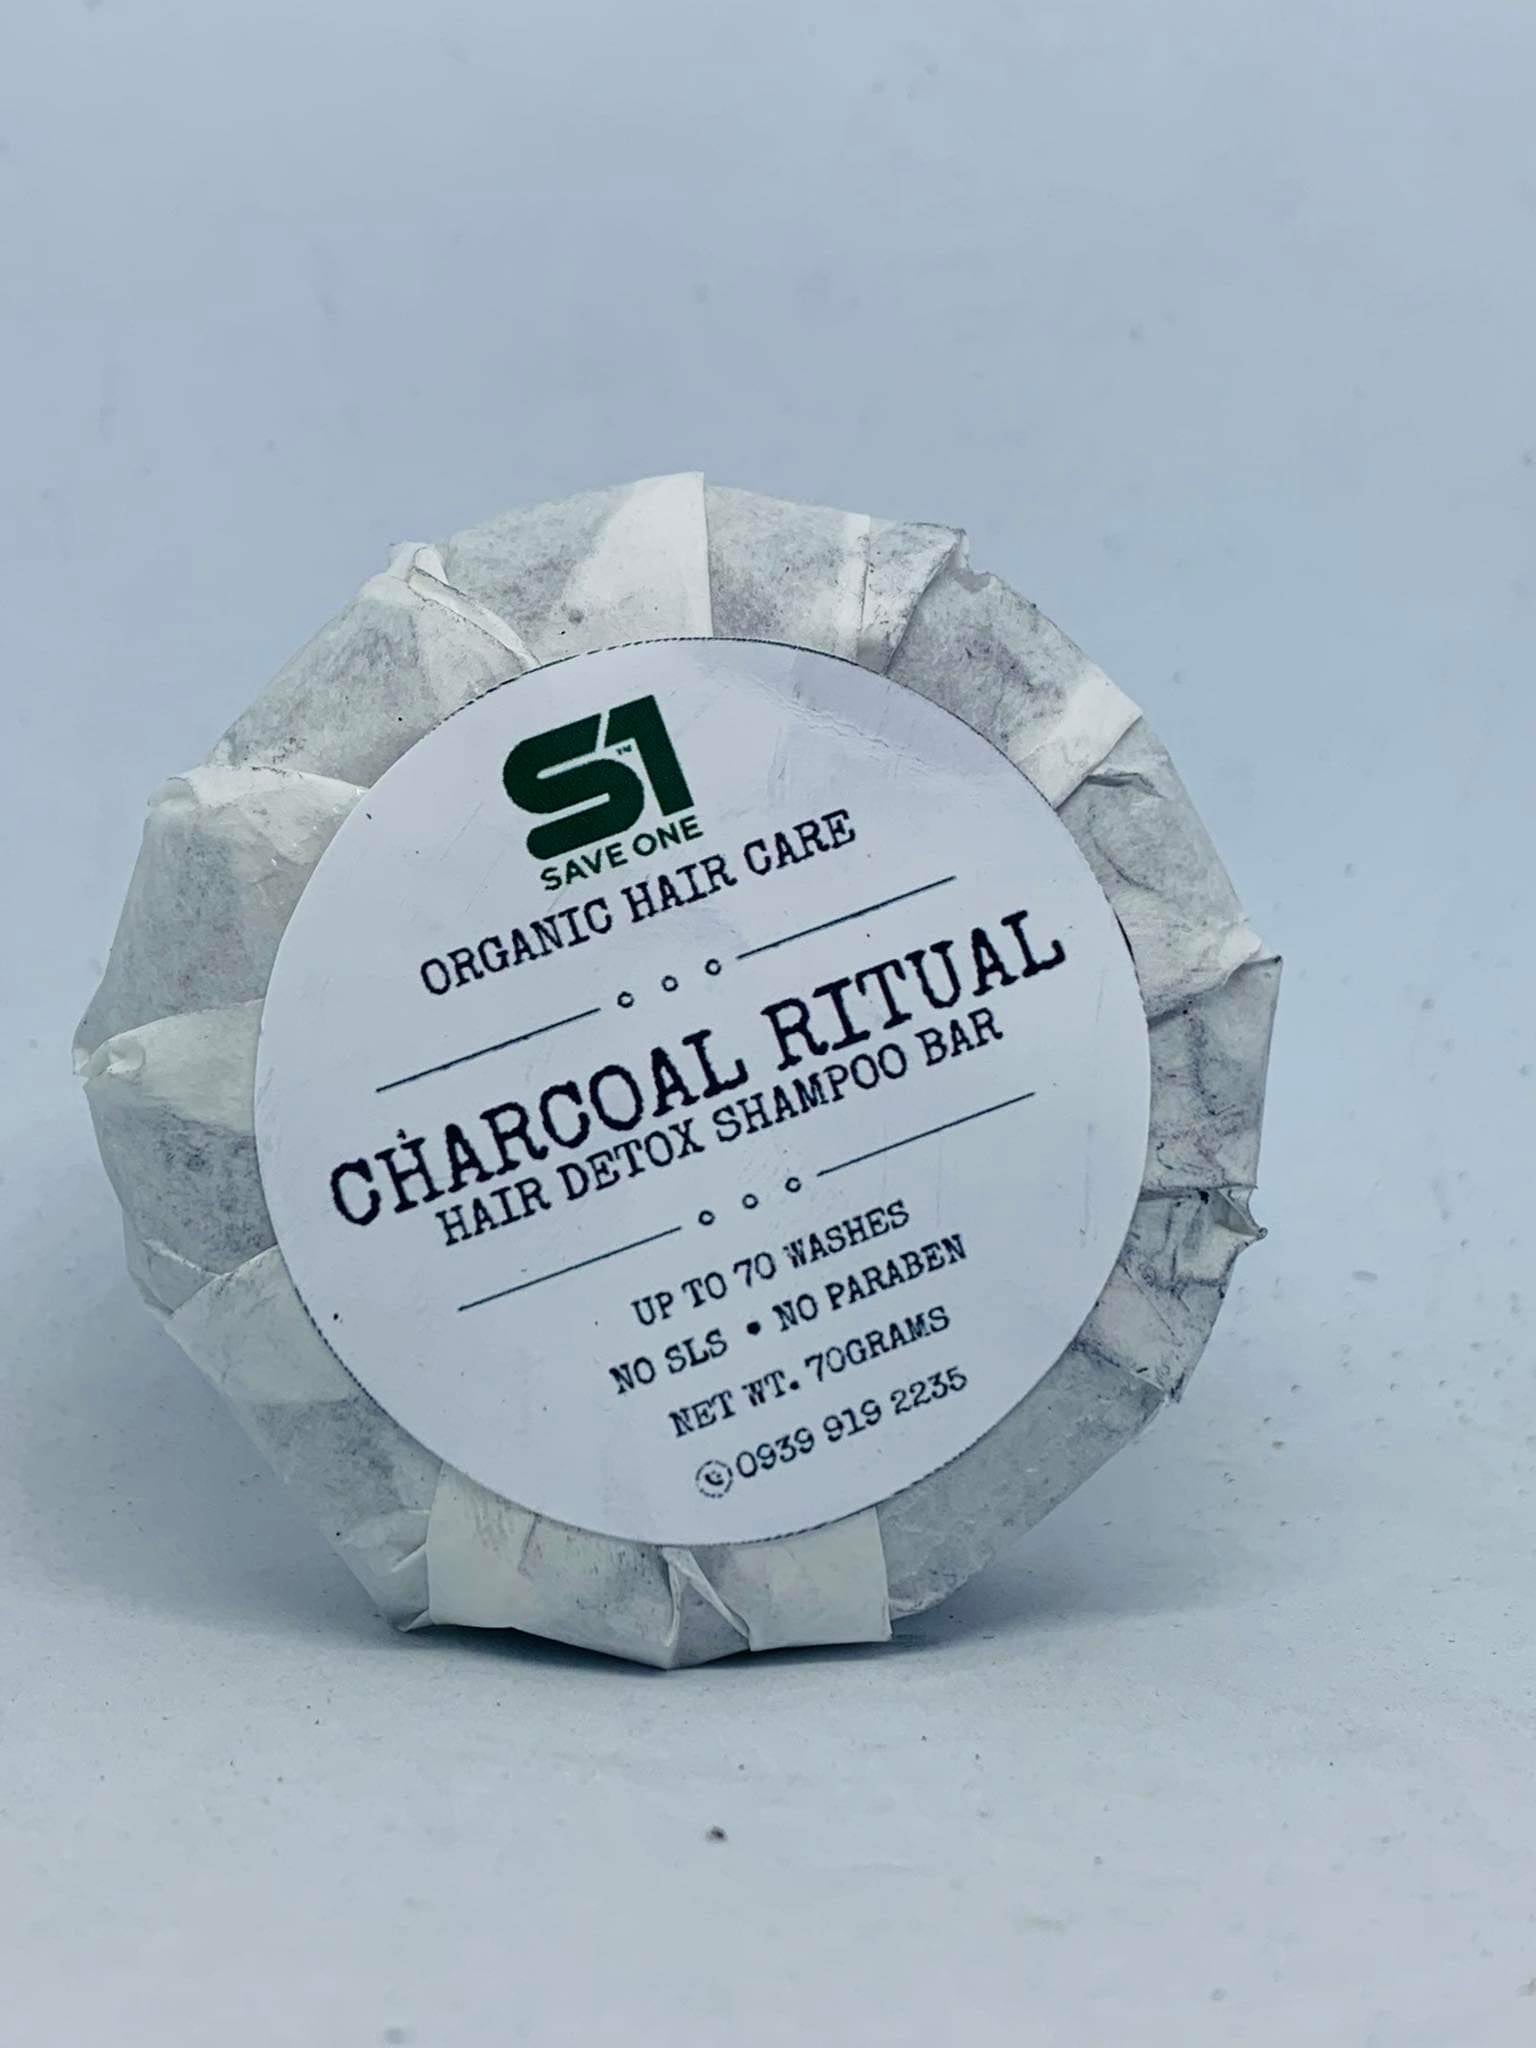 S1™
SAVE ONE
ORGANIC HAIR CARE
CHARCOAL RITUAL
HAIR DETOX SHAMPOO BAR
UP TO 70 WASHES
NO SLS • NO PARABEN
NET WT. 70GRAMS
0939 919 2235